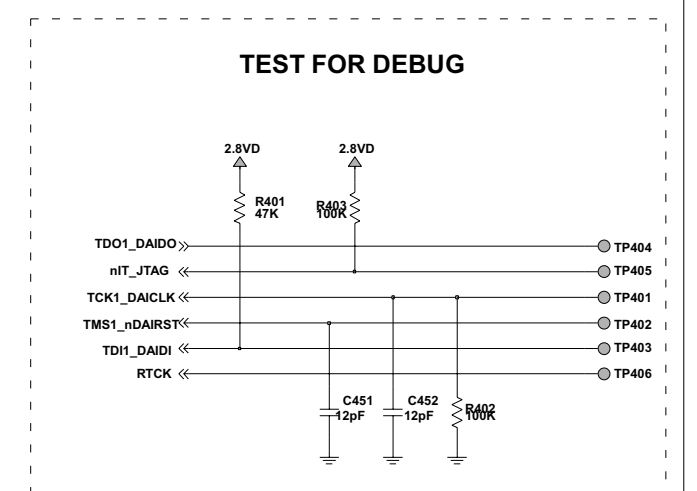 TEST FOR DEBUG
2.8VD 2.8VD
R401
47K
R403
100K
TDO1_DAIDO TP404
nIT_JTAG TP405
TCK1_DAICLK TP401
TMS1_nDAIRST TP402
TDI1_DAIDI TP403
RTCK TP406
C451
12pF
C452
12pF
R402
100K